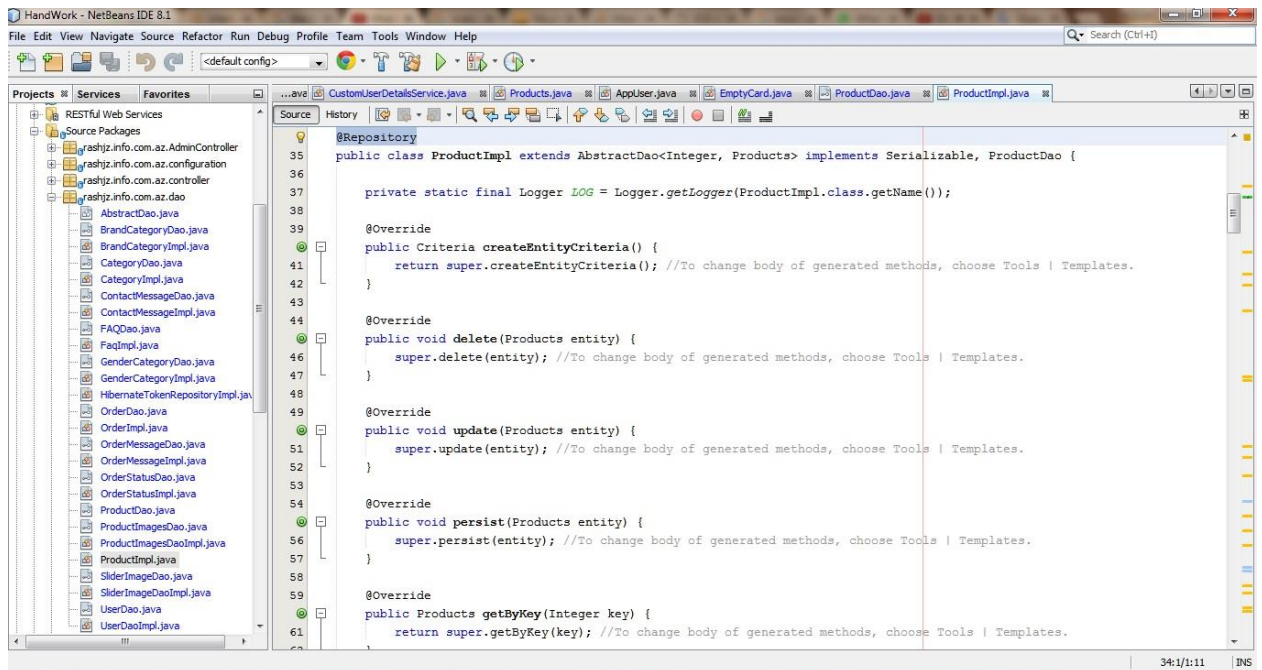 HandWork - NetBeans IDE 8.1
File Edit View Navigate Source Refactor Run Debug Profile Team Tools Window Help
Search (Ctrl+I)
<default config>
Projects Services Favorites
RESTful Web Services
Source Packages
rashjz.info.com.az.AdminController
rashjz.info.com.az.configuration
rashjz.info.com.az.controller
rashjz.info.com.az.dao
AbstractDao.java
BrandCategoryDao.java
BrandCategoryImpl.java
CategoryDao.java
CategoryImpl.java
ContactMessageDao.java
ContactMessageImpl.java
FAQDao.java
FaqImpl.java
GenderCategoryDao.java
GenderCategoryImpl.java
HibernateTokenRepositoryImpl.jav
OrderDao.java
OrderImpl.java
OrderMessageDao.java
OrderMessageImpl.java
OrderStatusDao.java
OrderStatusImpl.java
ProductDao.java
ProductImagesDao.java
ProductImagesDaoImpl.java
ProductImpl.java
SliderImageDao.java
SliderImageDaoImpl.java
UserDao.java
UserDaoImpl.java
...ava CustomUserDetailsService.java Products.java AppUser.java EmptyCard.java ProductDao.java ProductImpl.java
Source History
@Repository
35 public class ProductImpl extends AbstractDao<Integer, Products> implements Serializable, ProductDao {
36
37 private static final Logger LOG = Logger.getLogger(ProductImpl.class.getName());
38
39 @Override
public Criteria createEntityCriteria() {
41 return super.createEntityCriteria(); //To change body of generated methods, choose Tools | Templates.
42 }
43
44 @Override
public void delete(Products entity) {
46 super.delete(entity); //To change body of generated methods, choose Tools | Templates.
47 }
48
49 @Override
public void update(Products entity) {
51 super.update(entity); //To change body of generated methods, choose Tools | Templates.
52 }
53
54 @Override
public void persist(Products entity) {
56 super.persist(entity); //To change body of generated methods, choose Tools | Templates.
57 }
58
59 @Override
public Products getByKey(Integer key) {
61 return super.getByKey(key); //To change body of generated methods, choose Tools | Templates.
34:1/1:11 INS